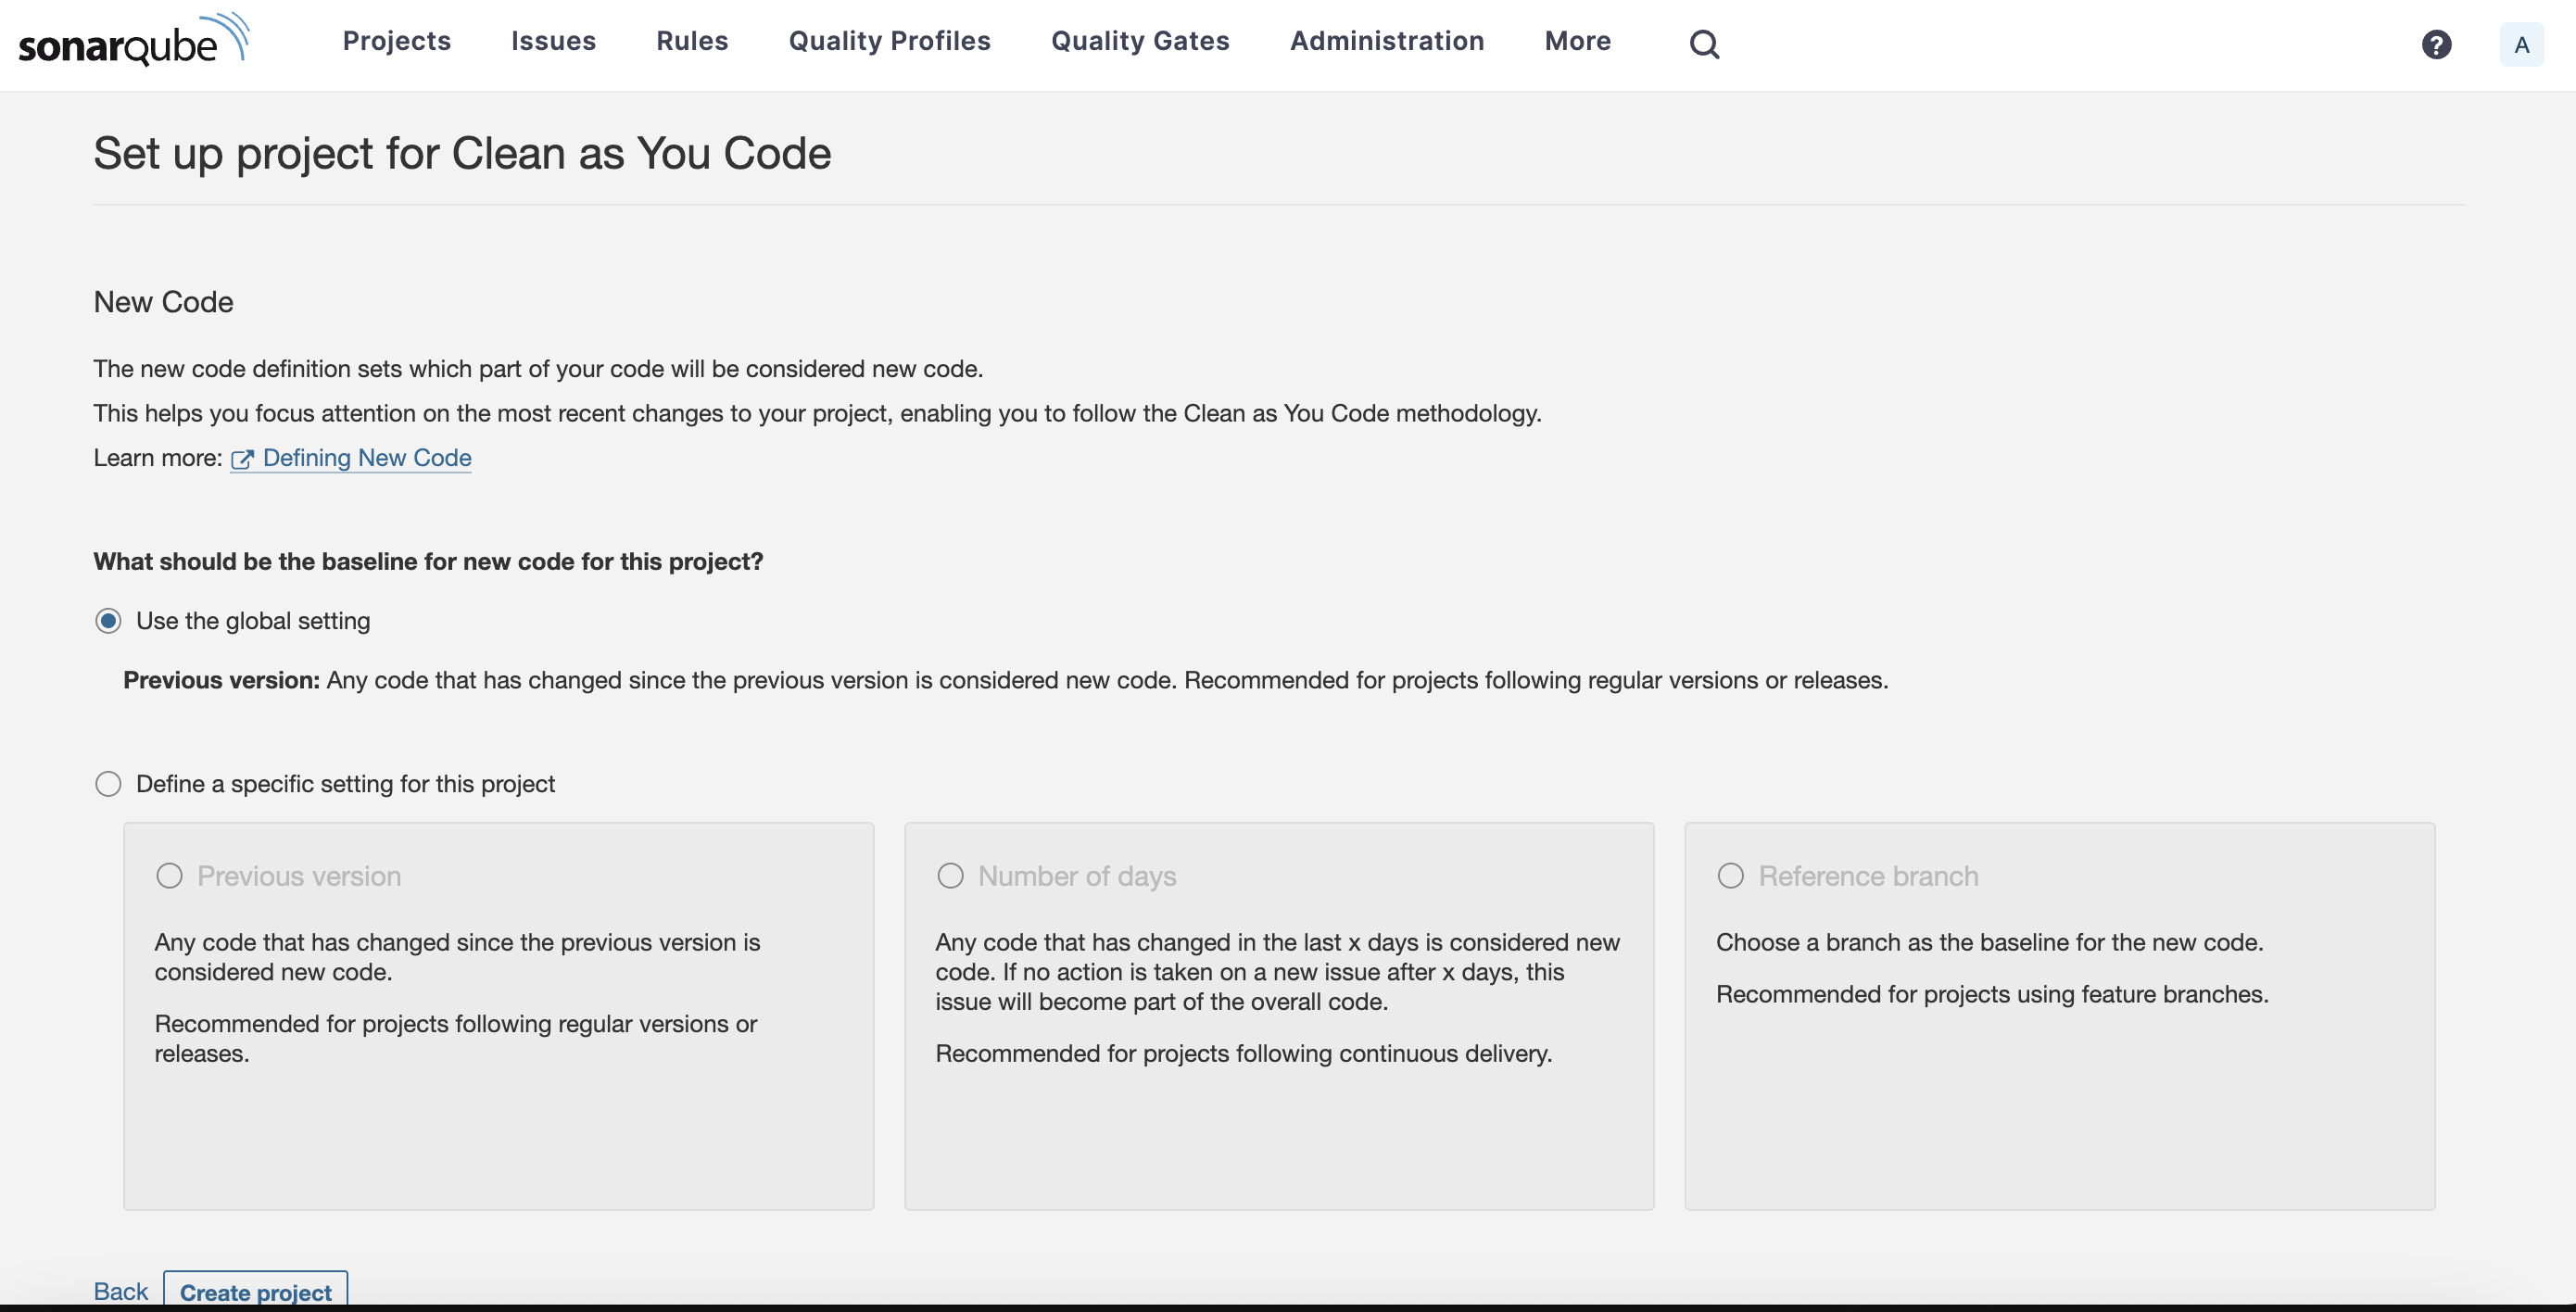 sonarqube Projects Issues Rules Quality Profiles Quality Gates Administration More ? A
Set up project for Clean as You Code
New Code
The new code definition sets which part of your code will be considered new code.
This helps you focus attention on the most recent changes to your project, enabling you to follow the Clean as You Code methodology.
Learn more: Defining New Code
What should be the baseline for new code for this project?
Use the global setting
Previous version: Any code that has changed since the previous version is considered new code. Recommended for projects following regular versions or releases.
Define a specific setting for this project
Previous version
Any code that has changed since the previous version is
considered new code.
Recommended for projects following regular versions or
releases.
Number of days
Any code that has changed in the last x days is considered new
code. If no action is taken on a new issue after x days, this
issue will become part of the overall code.
Recommended for projects following continuous delivery.
Reference branch
Choose a branch as the baseline for the new code.
Recommended for projects using feature branches.
Back Create project